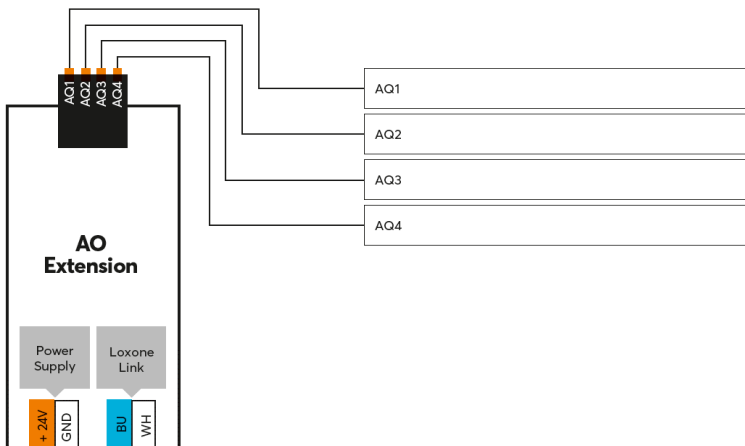 AQ1
AQ2
AQ3
AQ4
AQ1
AQ2
AQ3
AQ4
AO
Extension
Power
Supply
Loxone
Link
+ 24V
GND
BU
WH